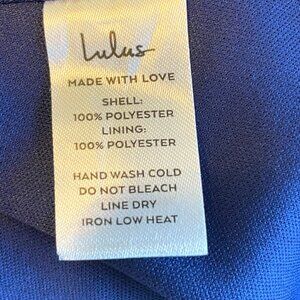 Lulus
MADE WITH LOVE
SHELL:
100% POLYESTER
LINING:
100% POLYESTER
HAND WASH COLD
DO NOT BLEACH
LINE DRY
IRON LOW HEAT